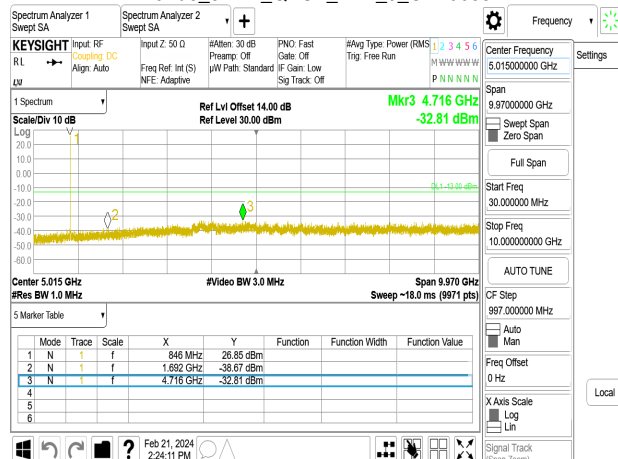 Spectrum Analyzer 1
Swept SA
Spectrum Analyzer 2
Swept SA
+
Frequency
KEYSIGHT
RL
Input: RF
Coupling: DC
Align: Auto
Input Z: 50 Ω
Freq Ref: Int (S)
NFE: Adaptive
#Atten: 30 dB
Preamp: Off
µW Path: Standard
PNO: Fast
Gate: Off
IF Gain: Low
Sig Track: Off
#Avg Type: Power (RMS
Trig: Free Run
1 2 3 4 5 6
M W W W W W
P N N N N N
1 Spectrum
Scale/Div 10 dB
Log
Ref Lvl Offset 14.00 dB
Ref Level 30.00 dBm
Mkr3 4.716 GHz
-32.81 dBm
20.0
10.0
0.00
-10.0
-20.0
-30.0
-40.0
-50.0
-60.0
1
2
3
DL1 -13.00 dBm
Center 5.015 GHz
#Res BW 1.0 MHz
#Video BW 3.0 MHz
Span 9.970 GHz
Sweep ~18.0 ms (9971 pts)
5 Marker Table
Mode Trace Scale X Y Function Function Width Function Value
1 N 1 f 846 MHz 26.85 dBm
2 N 1 f 1.692 GHz -38.67 dBm
3 N 1 f 4.716 GHz -32.81 dBm
4
5
6
?
Feb 21, 2024
2:24:11 PM
Center Frequency
5.015000000 GHz
Span
9.97000000 GHz
Swept Span
Zero Span
Full Span
Start Freq
30.000000 MHz
Stop Freq
10.000000000 GHz
AUTO TUNE
CF Step
997.000000 MHz
Auto
Man
Freq Offset
0 Hz
X Axis Scale
Log
Lin
Signal Track
(Span Zoom)
Settings
Local